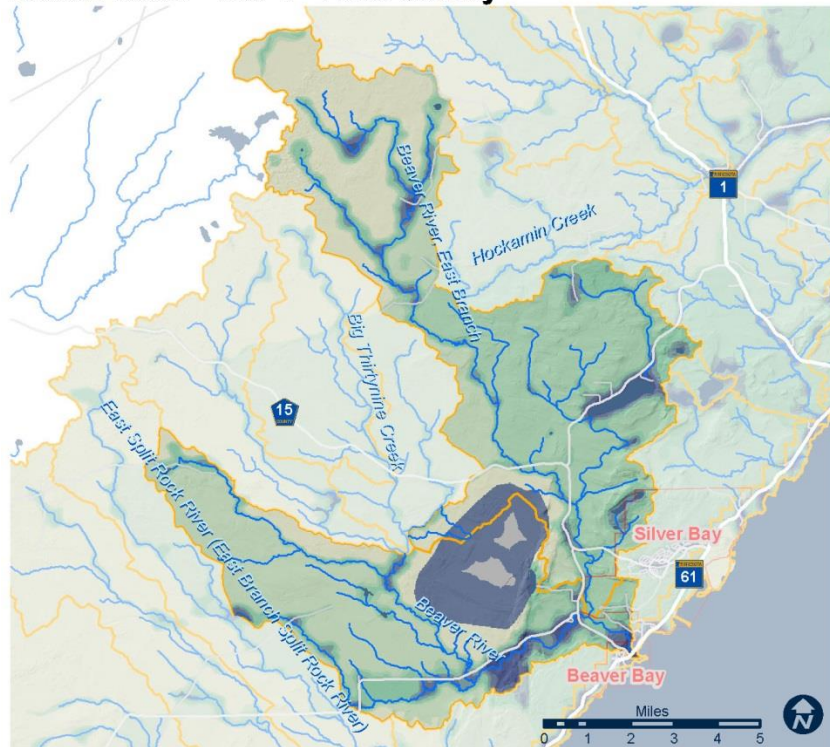 1
Beaver River, East Branch
Hockamin Creek
Big Thirtynine Creek
15
COUNTY
East Split Rock River (East Branch Split Rock River)
Silver Bay
61
Beaver River
Beaver Bay
Miles
0 1 2 3 4 5
N